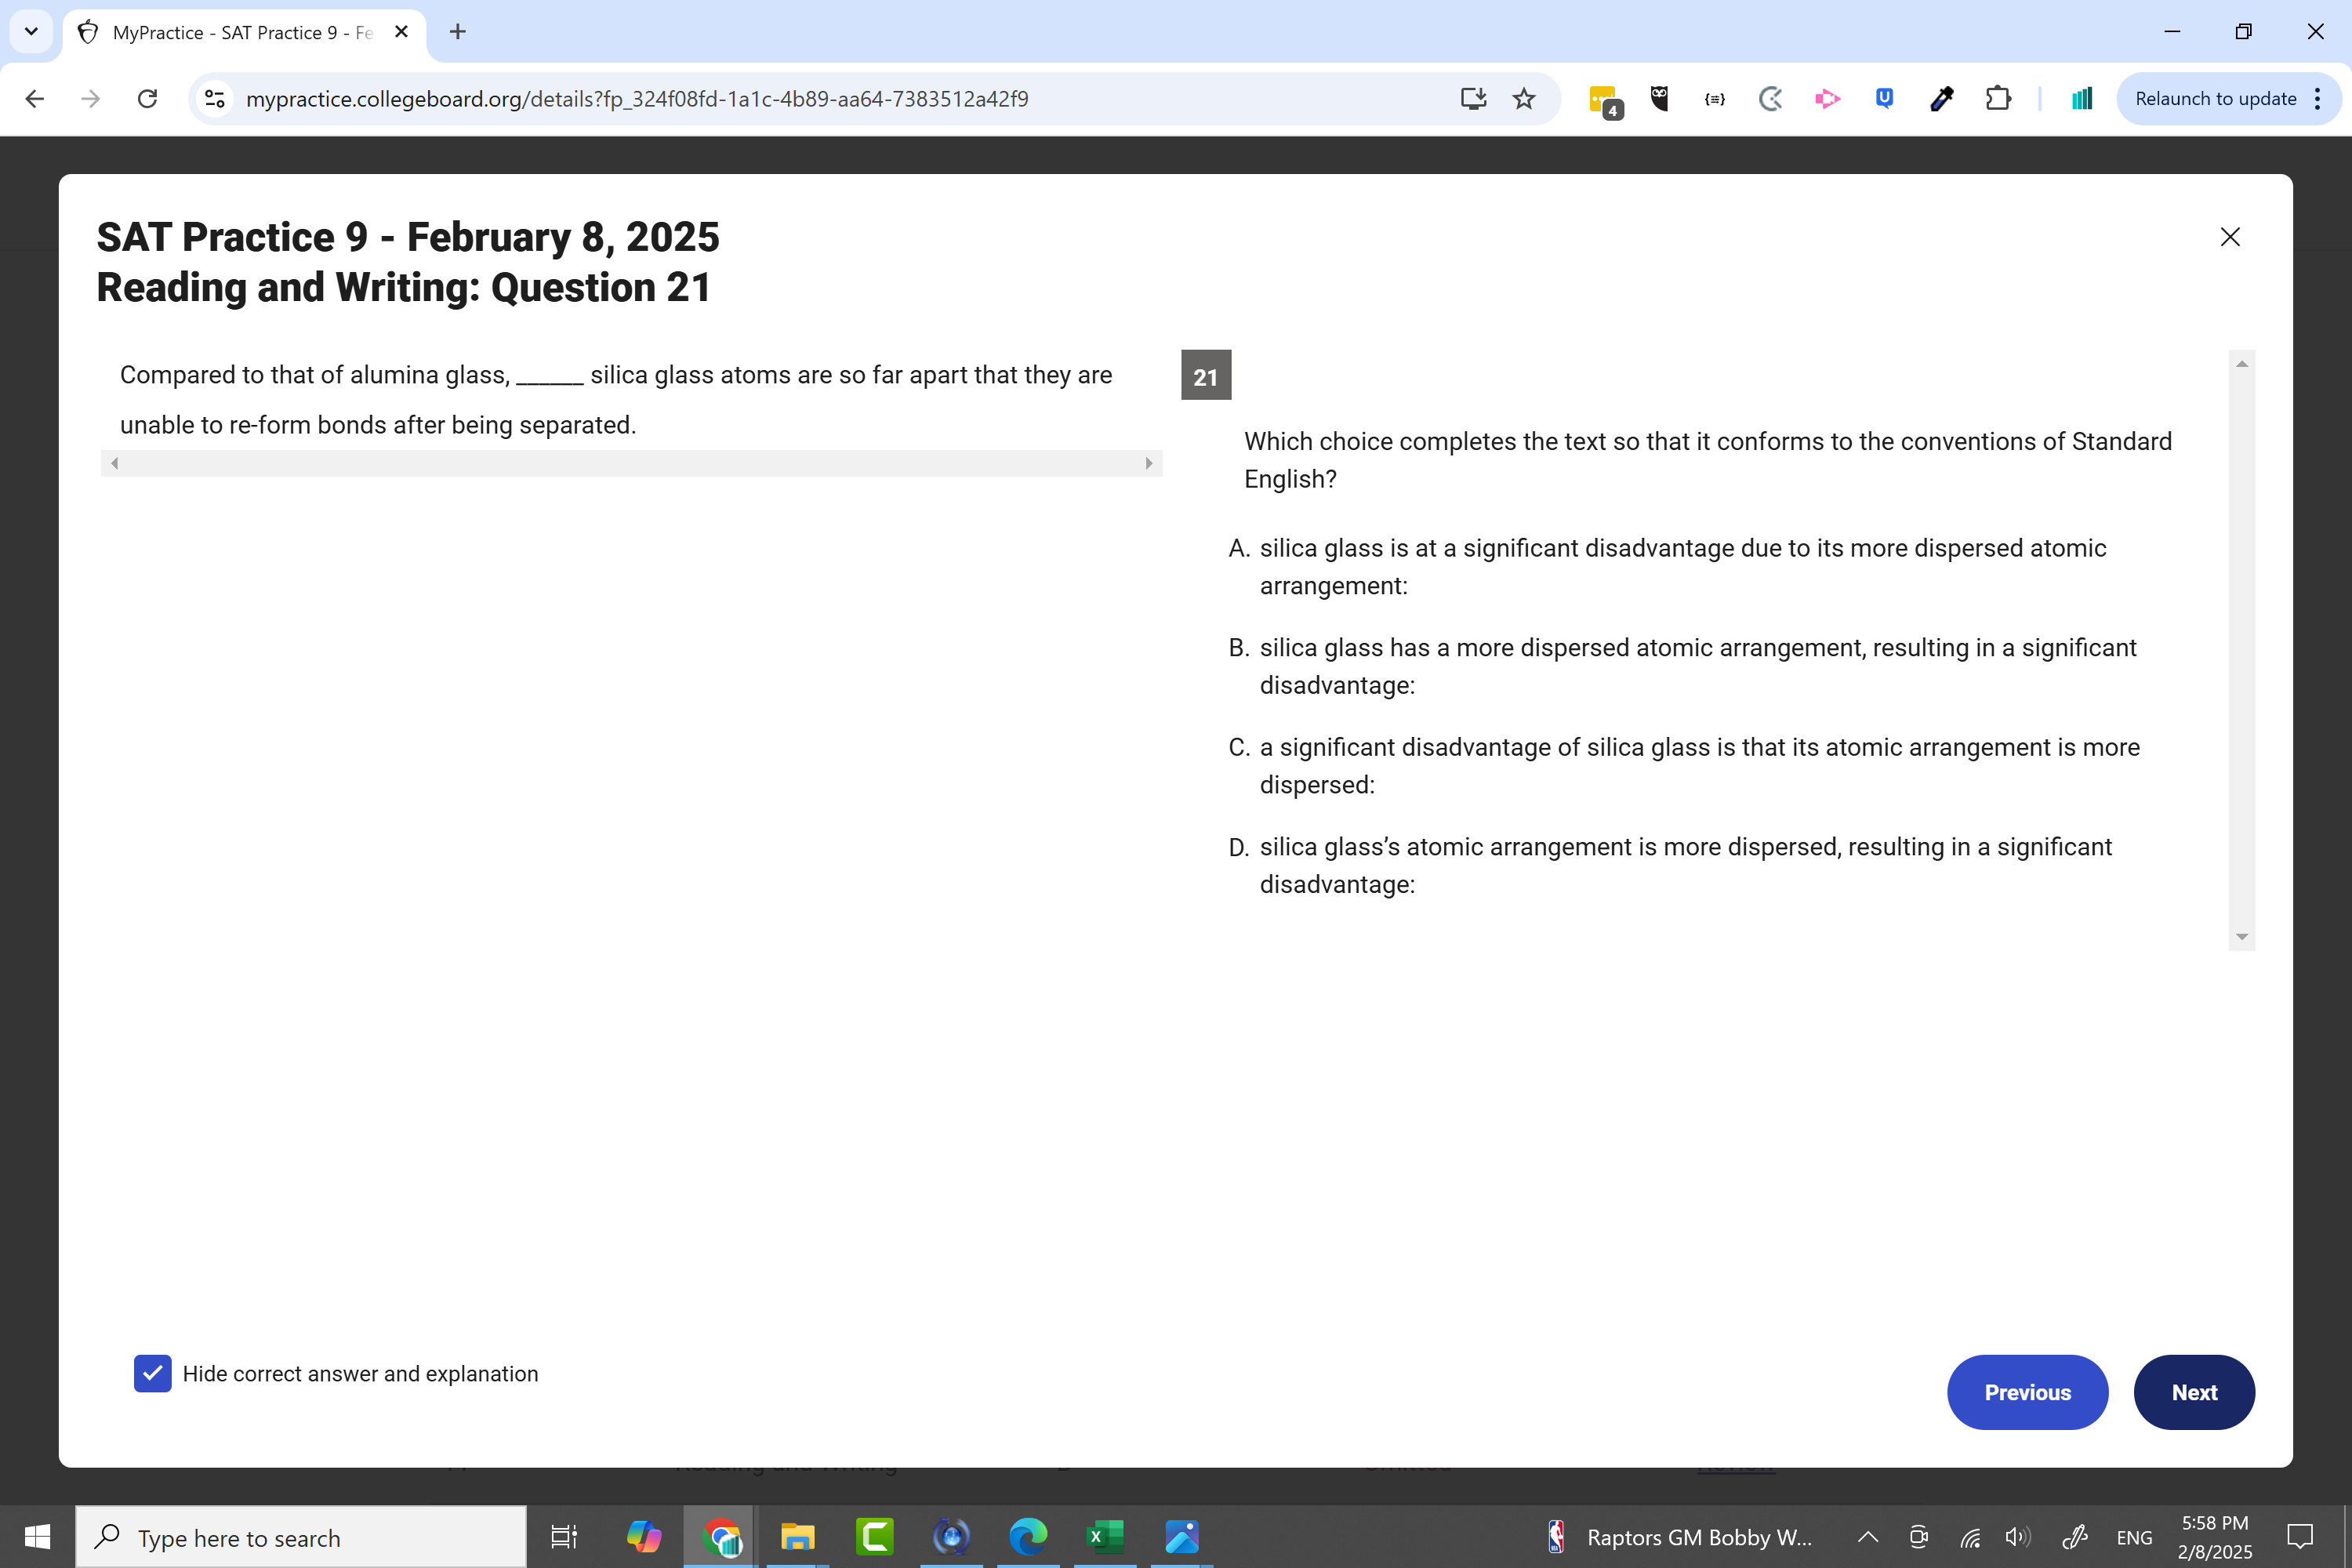 MyPractice - SAT Practice 9 - Fe
mypractice.collegeboard.org/details?fp_324f08fd-1a1c-4b89-aa64-7383512a42f9
4
Relaunch to update
SAT Practice 9 - February 8, 2025
Reading and Writing: Question 21
Compared to that of alumina glass, ______ silica glass atoms are so far apart that they are
unable to re-form bonds after being separated.
21
Which choice completes the text so that it conforms to the conventions of Standard
English?
A. silica glass is at a significant disadvantage due to its more dispersed atomic
arrangement:
B. silica glass has a more dispersed atomic arrangement, resulting in a significant
disadvantage:
C. a significant disadvantage of silica glass is that its atomic arrangement is more
dispersed:
D. silica glass’s atomic arrangement is more dispersed, resulting in a significant
disadvantage:
Hide correct answer and explanation
Previous
Next
Type here to search
Raptors GM Bobby W...
ENG
5:58 PM
2/8/2025